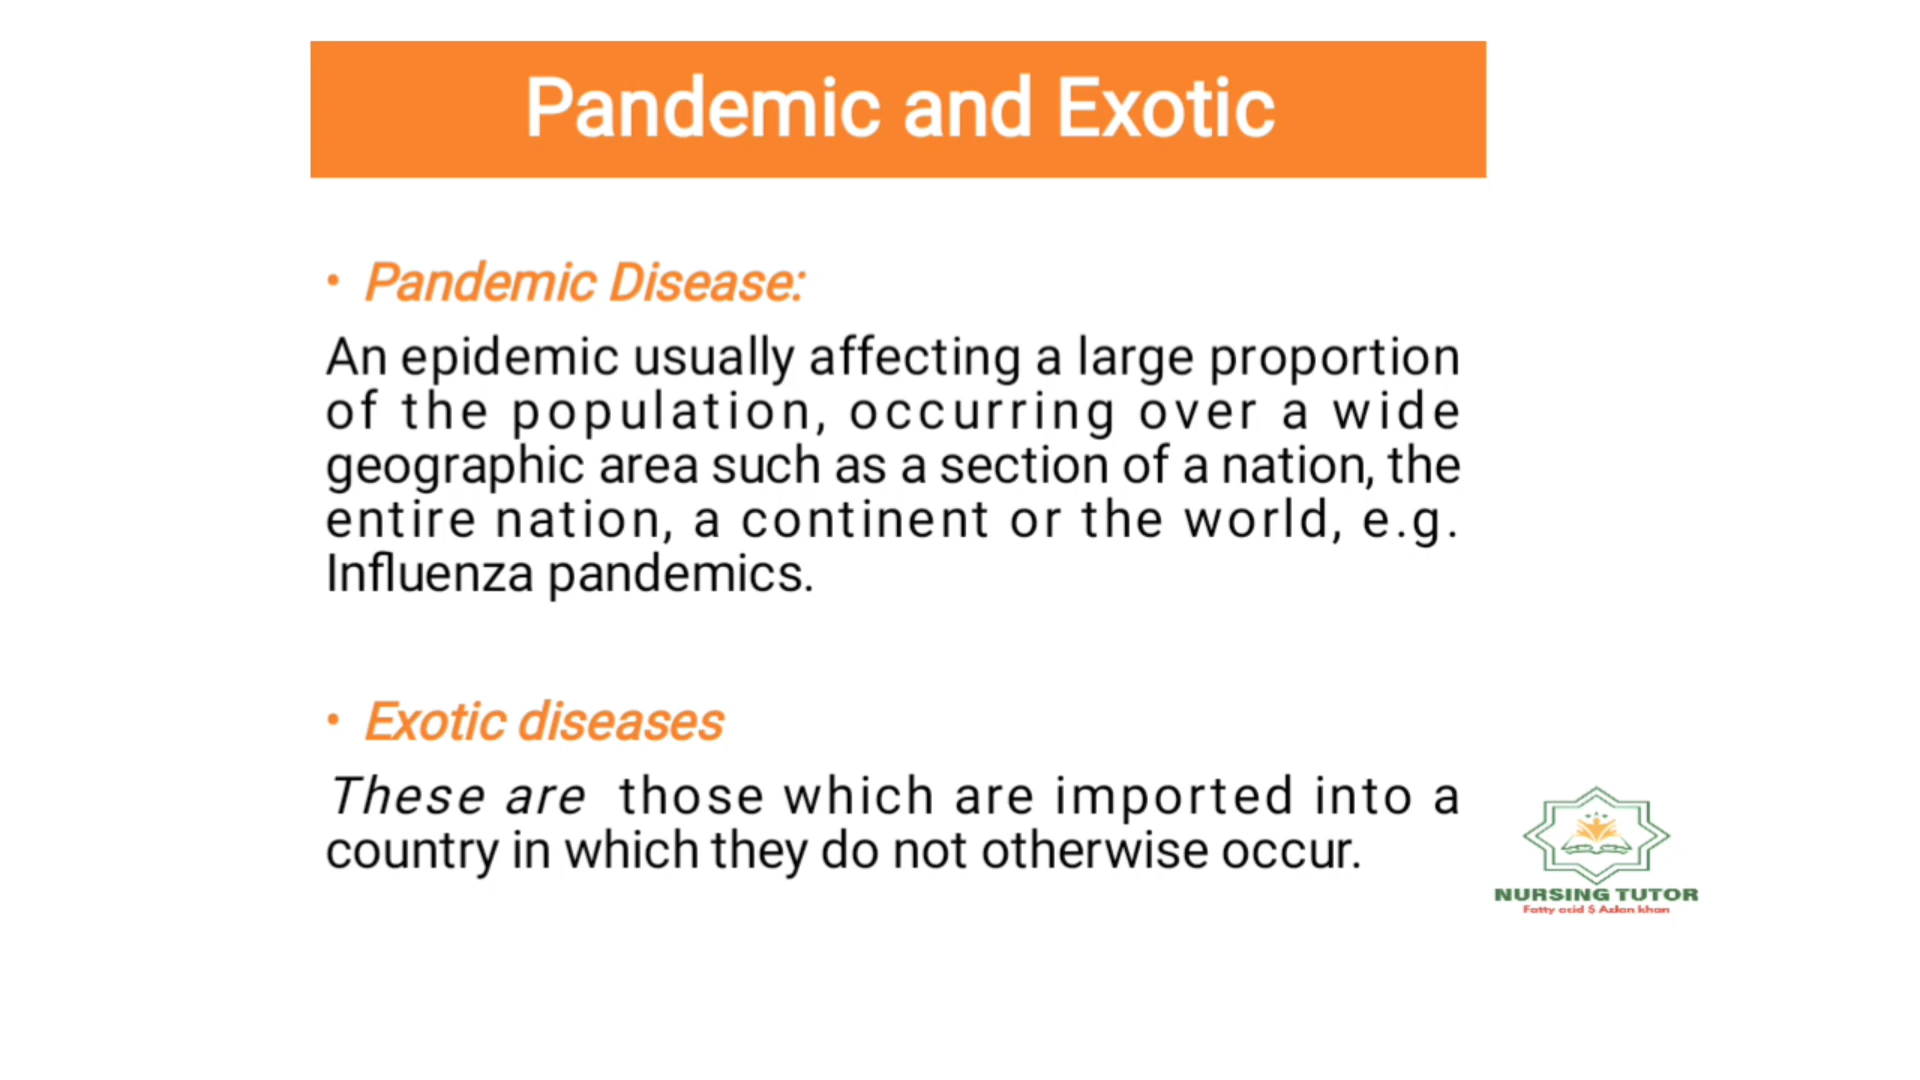 Pandemic and Exotic
• Pandemic Disease:
An epidemic usually affecting a large proportion
of the population, occurring over a wide
geographic area such as a section of a nation, the
entire nation, a continent or the world, e.g.
Influenza pandemics.
• Exotic diseases
These are those which are imported into a
country in which they do not otherwise occur.
NURSING TUTOR
Fatty acid $ Azlan khan